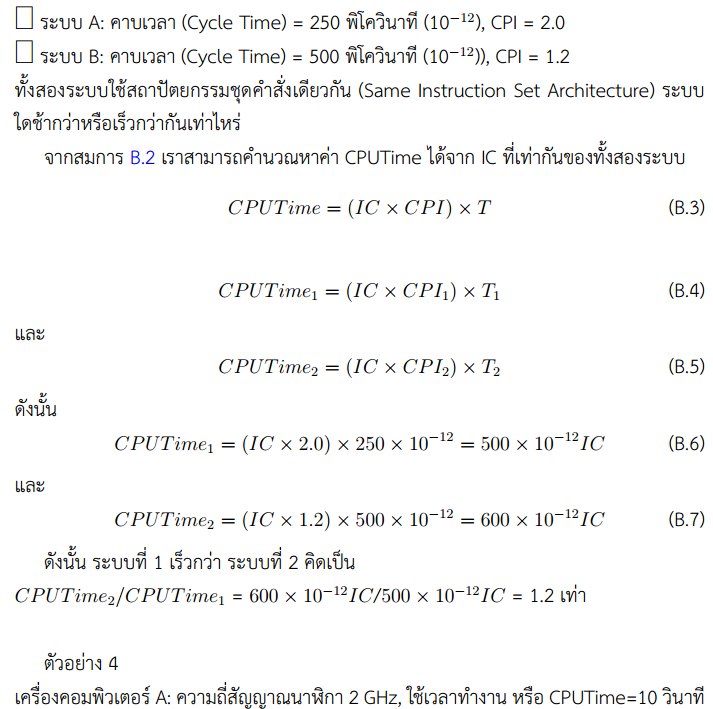 ระบบ A: คาบเวลา (Cycle Time) = 250 พิโควินาที (10⁻¹²), CPI = 2.0
ระบบ B: คาบเวลา (Cycle Time) = 500 พิโควินาที (10⁻¹²)), CPI = 1.2
ทั้งสองระบบใช้สถาปัตยกรรมชุดคำสั่งเดียวกัน (Same Instruction Set Architecture) ระบบ
ใดช้ากว่าหรือเร็วกว่ากันเท่าไหร่
จากสมการ B.2 เราสามารถคำนวณหาค่า CPUTime ได้จาก IC ที่เท่ากันของทั้งสองระบบ
CPUTime = (IC × CPI) × T (B.3)
CPUTime₁ = (IC × CPI₁) × T₁ (B.4)
และ
CPUTime₂ = (IC × CPI₂) × T₂ (B.5)
ดังนั้น
CPUTime₁ = (IC × 2.0) × 250 × 10⁻¹² = 500 × 10⁻¹²IC (B.6)
และ
CPUTime₂ = (IC × 1.2) × 500 × 10⁻¹² = 600 × 10⁻¹²IC (B.7)
ดังนั้น ระบบที่ 1 เร็วกว่า ระบบที่ 2 คิดเป็น
CPUTime₂/CPUTime₁ = 600 × 10⁻¹²IC/500 × 10⁻¹²IC = 1.2 เท่า
ตัวอย่าง 4
เครื่องคอมพิวเตอร์ A: ความถี่สัญญาณนาฬิกา 2 GHz, ใช้เวลาทำงาน หรือ CPUTime=10 วินาที